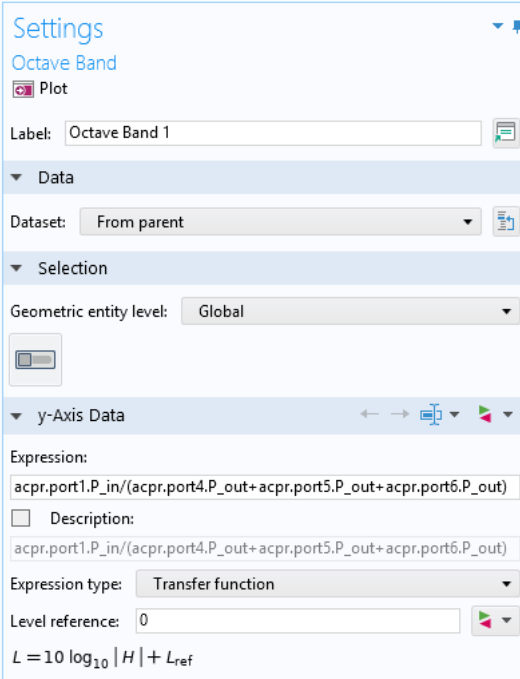 Settings
Octave Band
Plot
Label: Octave Band 1
Data
Dataset: From parent
Selection
Geometric entity level: Global
y-Axis Data
Expression:
acpr.port1.P_in/(acpr.port4.P_out+acpr.port5.P_out+acpr.port6.P_out)
Description:
acpr.port1.P_in/(acpr.port4.P_out+acpr.port5.P_out+acpr.port6.P_out)
Expression type: Transfer function
Level reference: 0
L = 10 log₁₀ |H| + L_ref